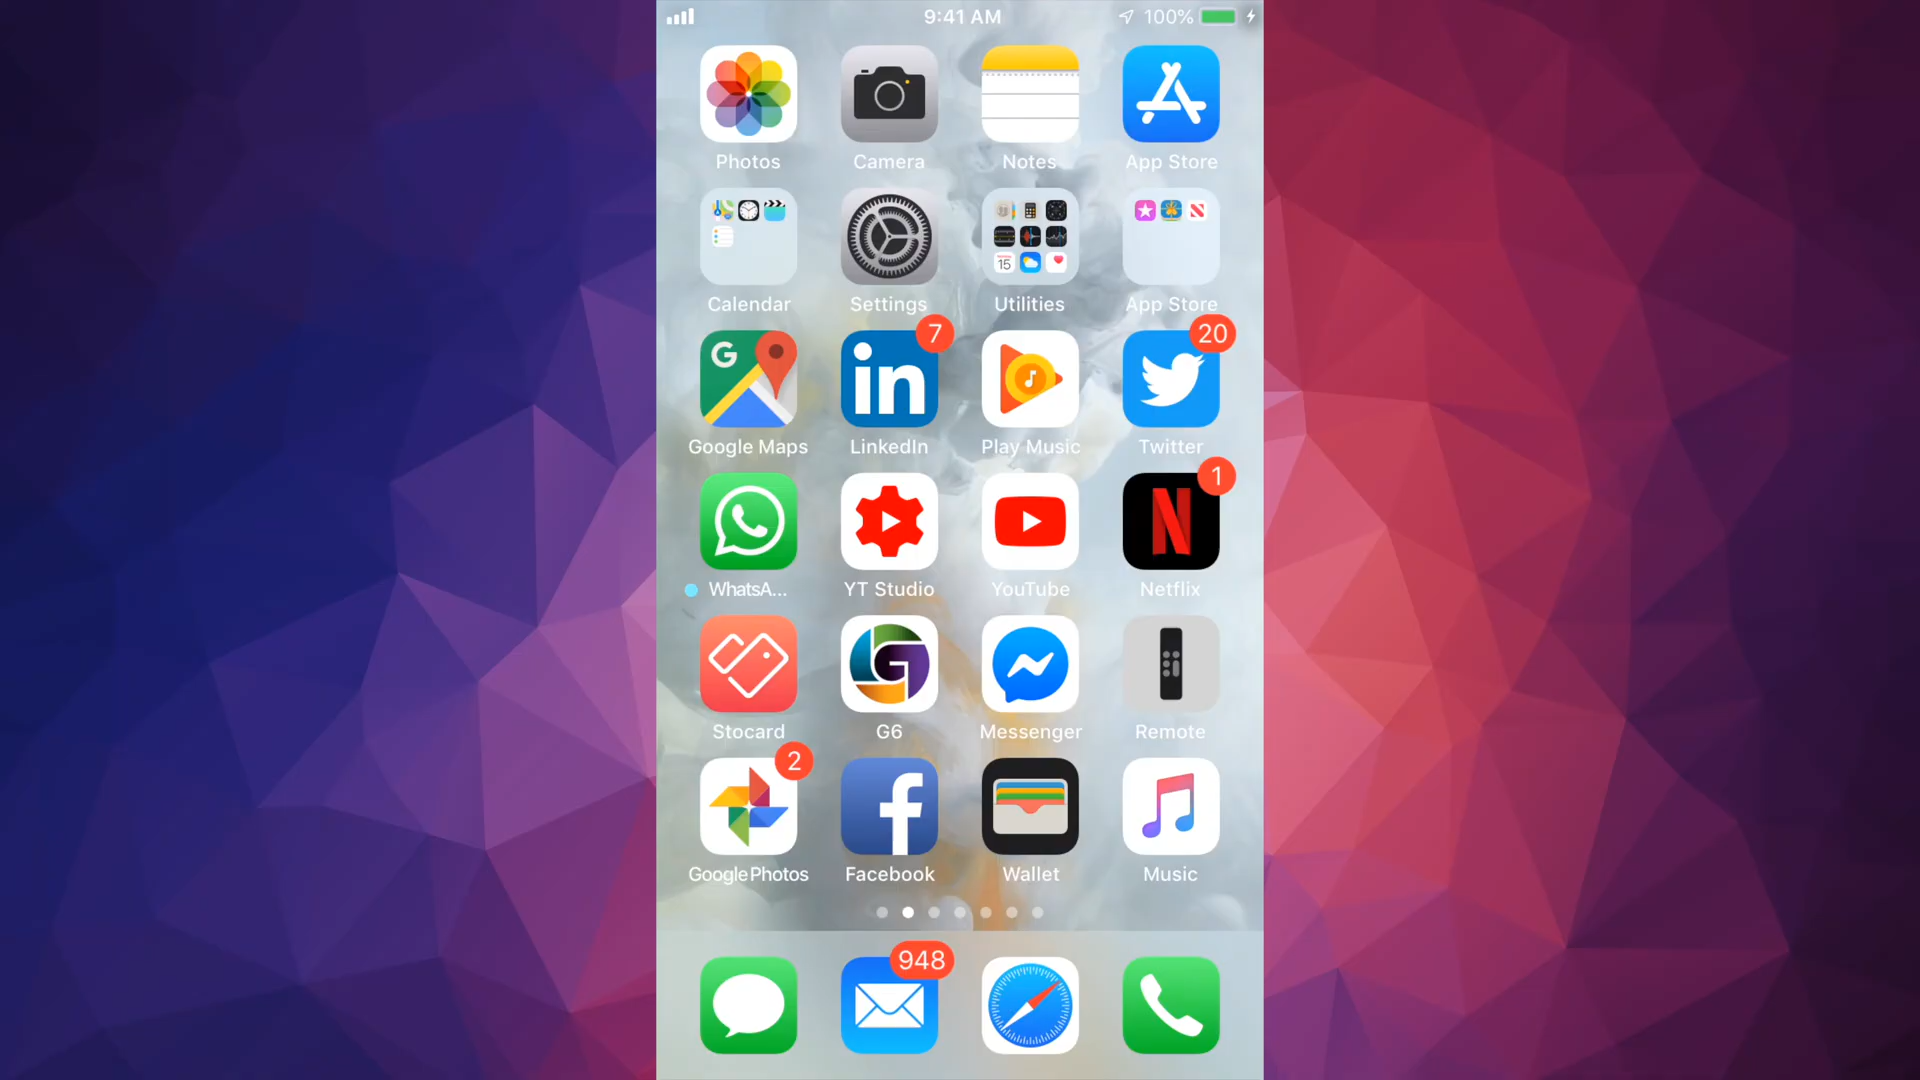 9:41 AM 100%
Photos Camera Notes App Store
15
Calendar Settings Utilities App Store
7 20
G in
Google Maps LinkedIn Play Music Twitter
1
N
WhatsA... YT Studio YouTube Netflix
G
Stocard G6 Messenger Remote
2
f
Google Photos Facebook Wallet Music
948